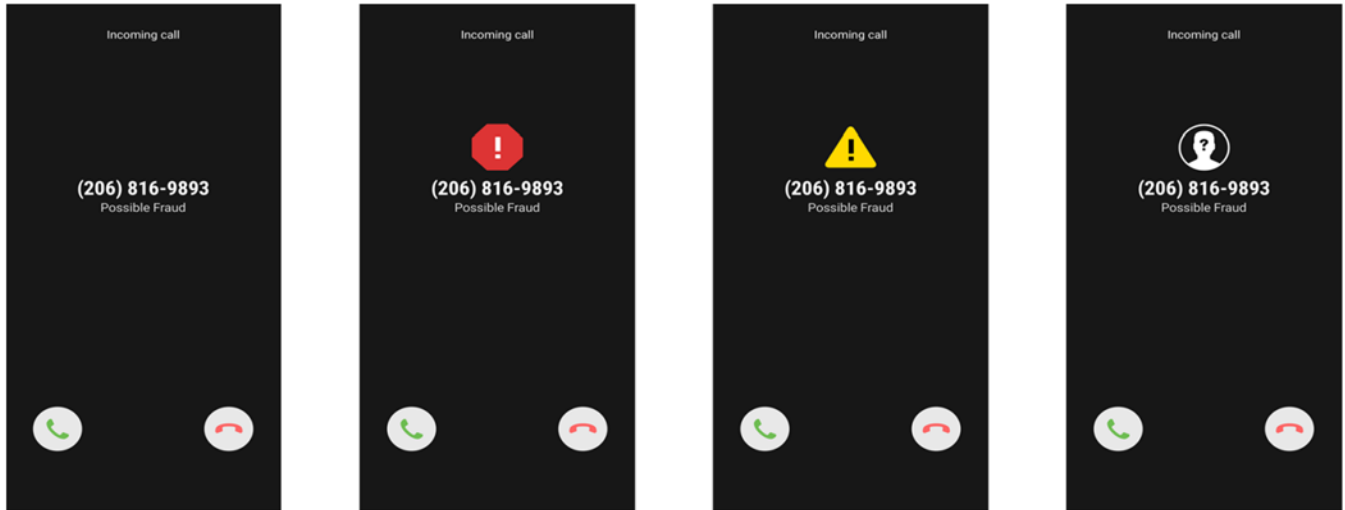 Incoming call
(206) 816-9893
Possible Fraud
Incoming call
!
(206) 816-9893
Possible Fraud
Incoming call
!
(206) 816-9893
Possible Fraud
Incoming call
?
(206) 816-9893
Possible Fraud